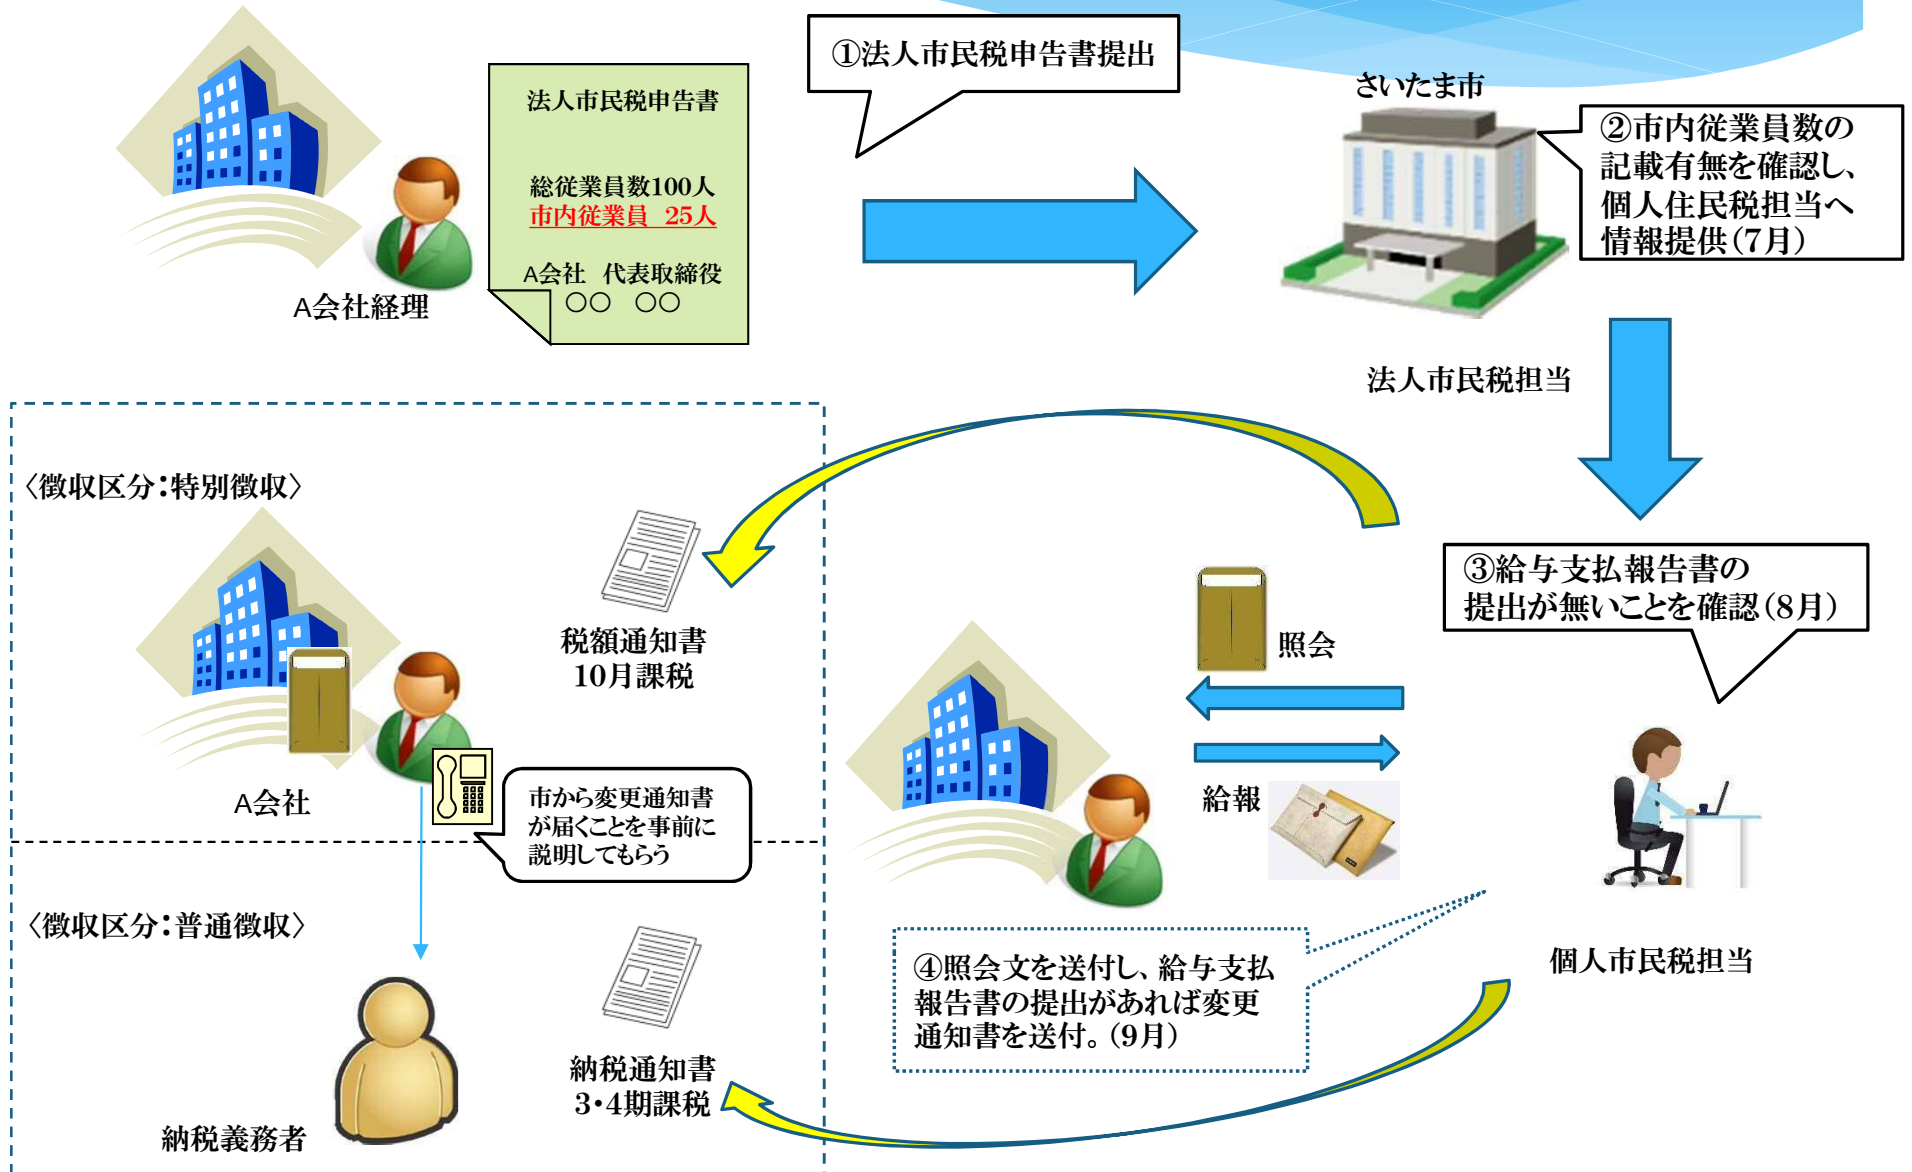 ①法人市民税申告書提出
法人市民税申告書
総従業員数100人
市内従業員 25人
A会社 代表取締役
○○ ○○
A会社経理
さいたま市
②市内従業員数の
記載有無を確認し、
個人住民税担当へ
情報提供(7月)
法人市民税担当
〈徴収区分:特別徴収〉
税額通知書
10月課税
A会社
市から変更通知書
が届くことを事前に
説明してもらう
③給与支払報告書の
提出が無いことを確認(8月)
照会
給報
個人市民税担当
④照会文を送付し、給与支払
報告書の提出があれば変更
通知書を送付。(9月)
〈徴収区分:普通徴収〉
納税通知書
3・4期課税
納税義務者